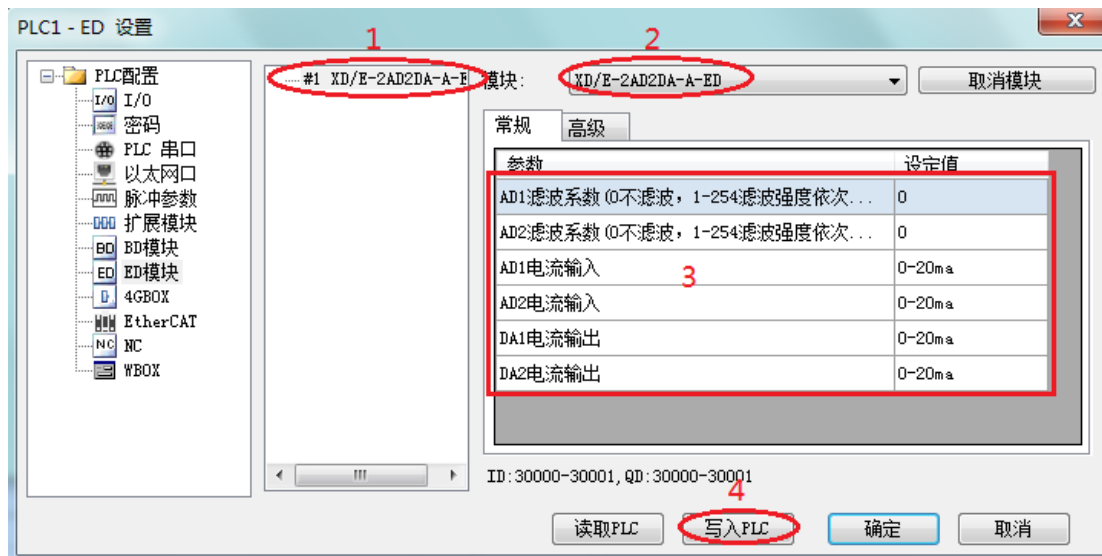 PLC1 - ED 设置
1
2
PLC配置
I/O I/O
密码
PLC 串口
以太网口
脉冲参数
扩展模块
BD BD模块
ED ED模块
4GBOX
EtherCAT
NC NC
WBOX
#1 XD/E-2AD2DA-A-E
模块:
XD/E-2AD2DA-A-ED
取消模块
常规
高级
参数
设定值
AD1滤波系数(0不滤波，1-254滤波强度依次...
0
AD2滤波系数(0不滤波，1-254滤波强度依次...
0
AD1电流输入
0-20ma
3
AD2电流输入
0-20ma
DA1电流输出
0-20ma
DA2电流输出
0-20ma
ID:30000-30001,QD:30000-30001
4
读取PLC
写入PLC
确定
取消